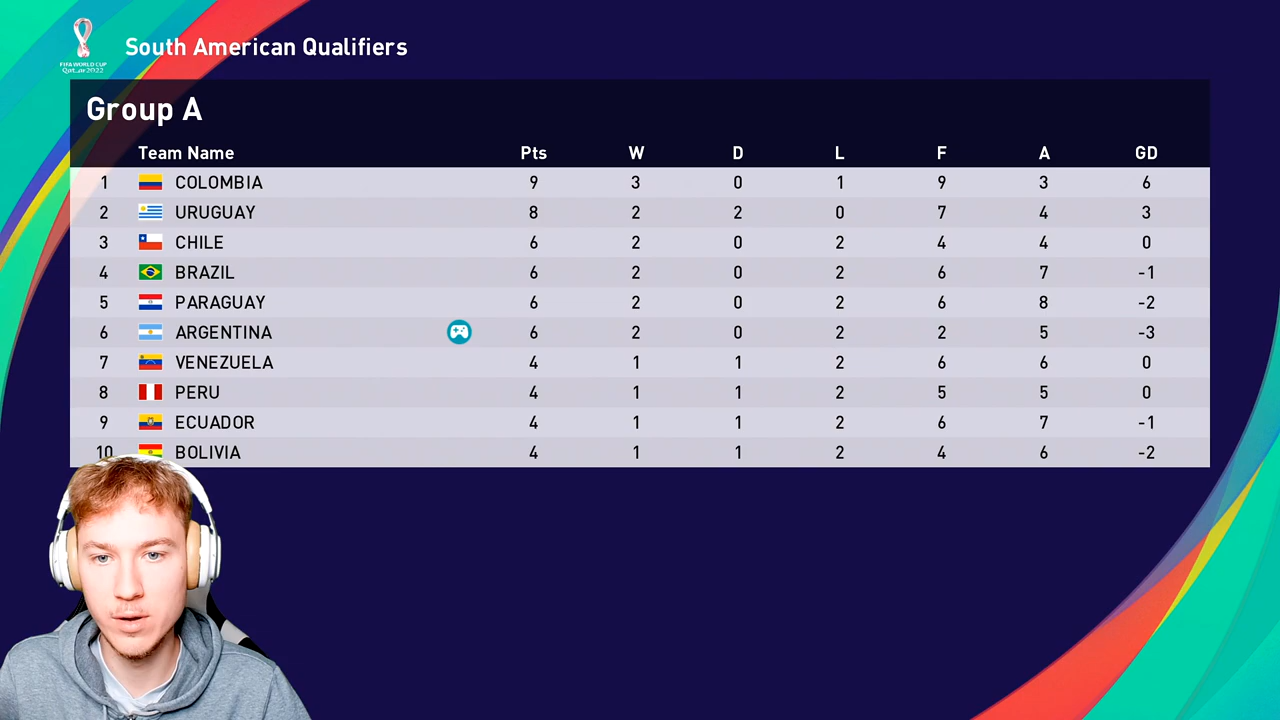 South American Qualifiers
FIFA WORLD CUP
Qatar2022
Group A
Team Name Pts W D L F A GD
1 COLOMBIA 9 3 0 1 9 3 6
2 URUGUAY 8 2 2 0 7 4 3
3 CHILE 6 2 0 2 4 4 0
4 BRAZIL 6 2 0 2 6 7 -1
5 PARAGUAY 6 2 0 2 6 8 -2
6 ARGENTINA 6 2 0 2 2 5 -3
7 VENEZUELA 4 1 1 2 6 6 0
8 PERU 4 1 1 2 5 5 0
9 ECUADOR 4 1 1 2 6 7 -1
10 BOLIVIA 4 1 1 2 4 6 -2